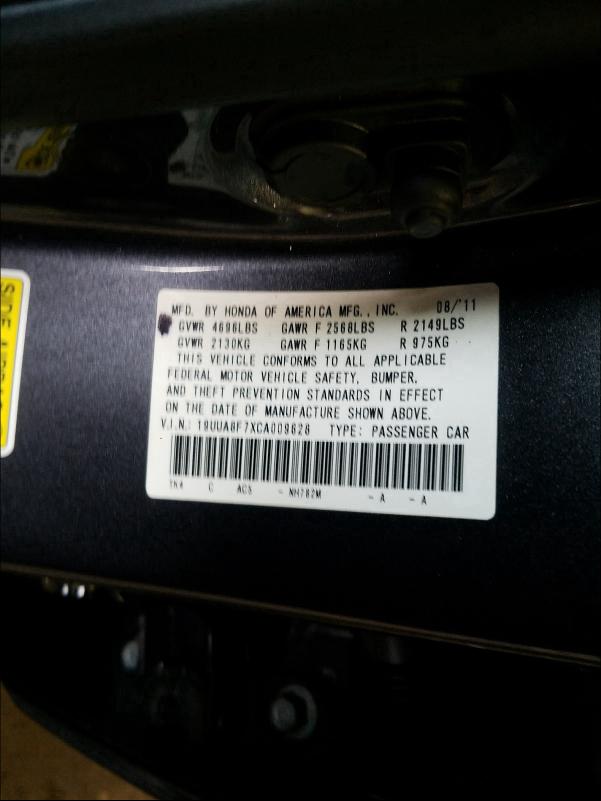 MFD. BY HONDA OF AMERICA MFG., INC. 08/'11
GVWR 4696LBS GAWR F 2568LBS R 2149LBS
GVWR 2130KG GAWR F 1165KG R 975KG
THIS VEHICLE CONFORMS TO ALL APPLICABLE
FEDERAL MOTOR VEHICLE SAFETY, BUMPER,
AND THEFT PREVENTION STANDARDS IN EFFECT
ON THE DATE OF MANUFACTURE SHOWN ABOVE.
V.I.N.: 19UUA8F7XCA009628 TYPE: PASSENGER CAR
TK4 C AC5 - NH782M - A - A
SIDE